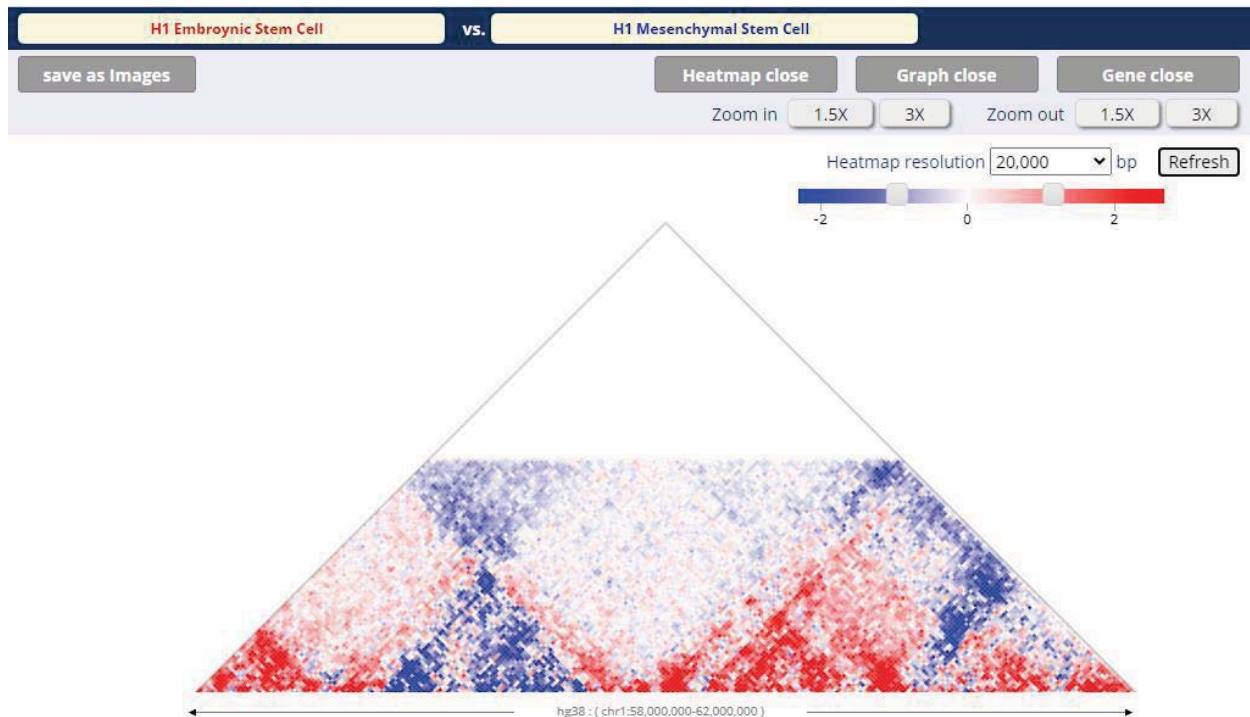 H1 Embroynic Stem Cell vs. H1 Mesenchymal Stem Cell
save as Images Heatmap close Graph close Gene close
Zoom in 1.5X 3X Zoom out 1.5X 3X
Heatmap resolution 20,000 bp Refresh
-2 0 2
hg38 : ( chr1:58,000,000-62,000,000 )